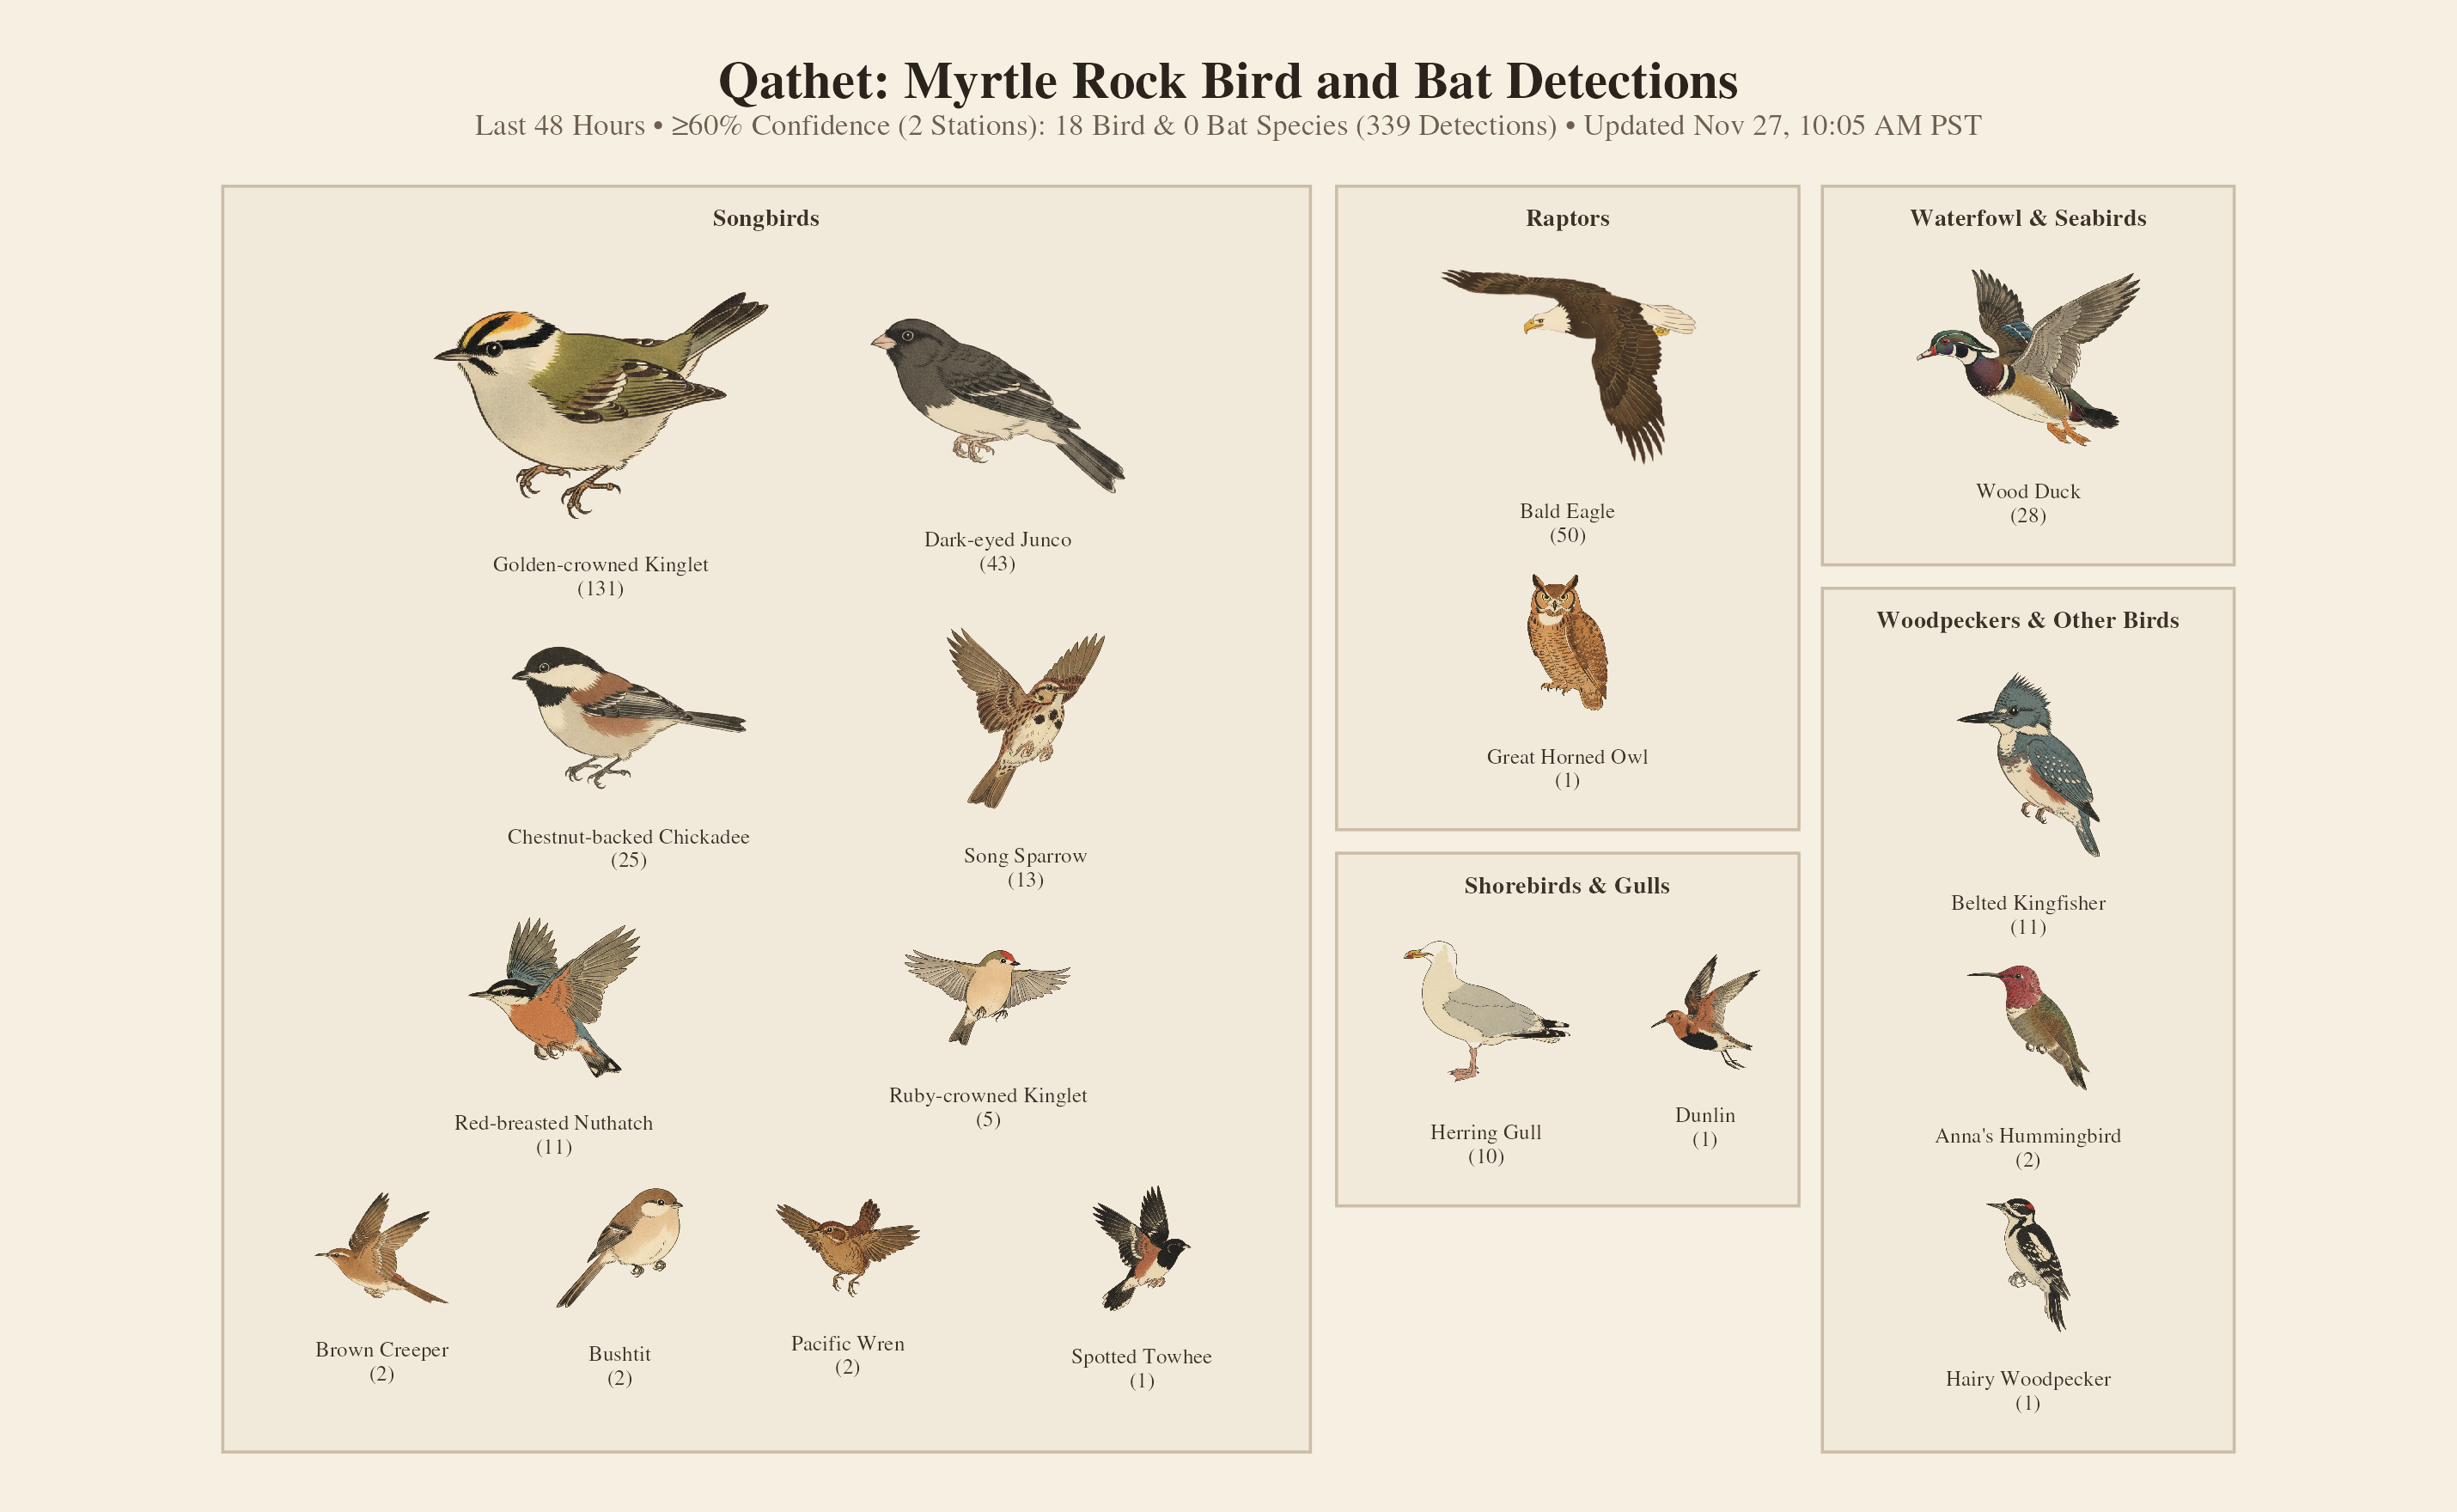 Qathet: Myrtle Rock Bird and Bat Detections
Last 48 Hours • ≥60% Confidence (2 Stations): 18 Bird & 0 Bat Species (339 Detections) • Updated Nov 27, 10:05 AM PST
Songbirds
Golden-crowned Kinglet
(131)
Dark-eyed Junco
(43)
Chestnut-backed Chickadee
(25)
Song Sparrow
(13)
Red-breasted Nuthatch
(11)
Ruby-crowned Kinglet
(5)
Brown Creeper
(2)
Bushtit
(2)
Pacific Wren
(2)
Spotted Towhee
(1)
Raptors
Bald Eagle
(50)
Great Horned Owl
(1)
Shorebirds & Gulls
Herring Gull
(10)
Dunlin
(1)
Waterfowl & Seabirds
Wood Duck
(28)
Woodpeckers & Other Birds
Belted Kingfisher
(11)
Anna's Hummingbird
(2)
Hairy Woodpecker
(1)